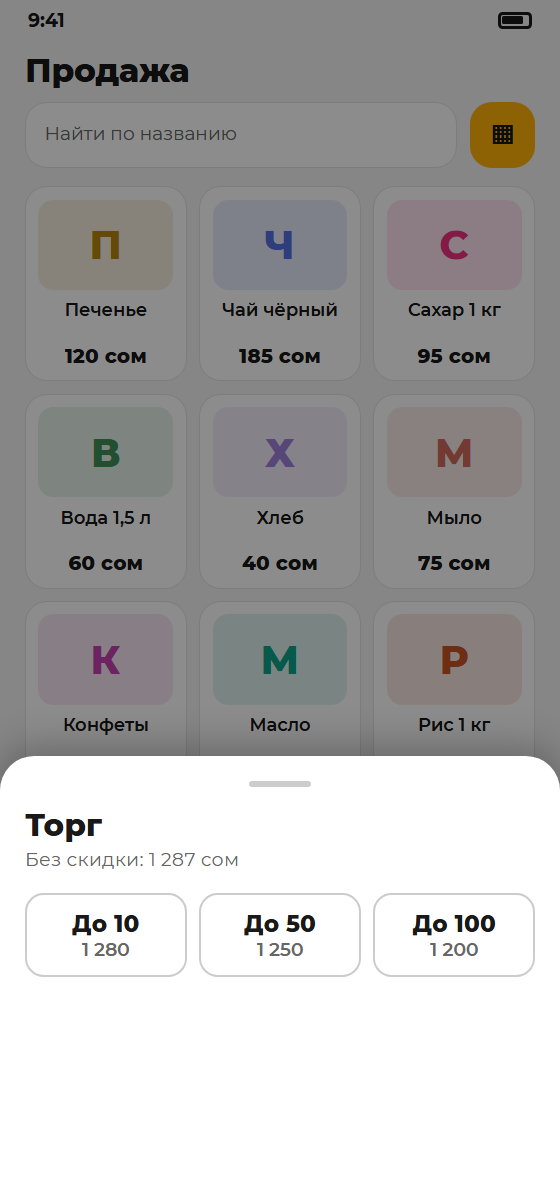 9:41
Продажа
Найти по названию
П
Ч
С
Печенье
Чай чёрный
Сахар 1 кг
120 сом
185 сом
95 сом
В
Х
М
Вода 1,5 л
Хлеб
Мыло
60 сом
40 сом
75 сом
К
М
Р
Конфеты
Масло
Рис 1 кг
Торг
Без скидки: 1 287 сом
До 10
До 50
До 100
1 280
1 250
1 200